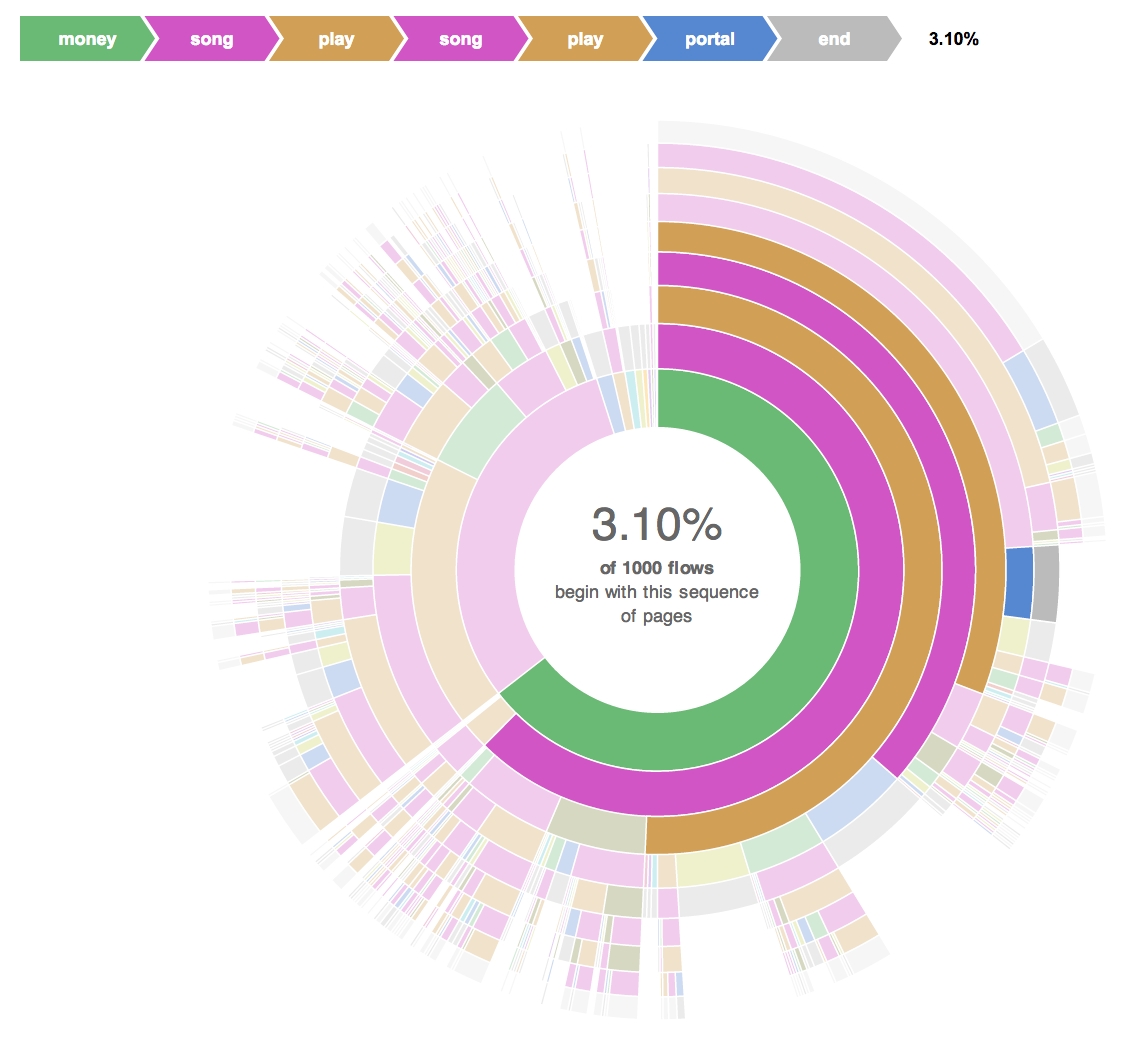 money song play song play portal end 3.10%
3.10%
of 1000 flows
begin with this sequence
of pages